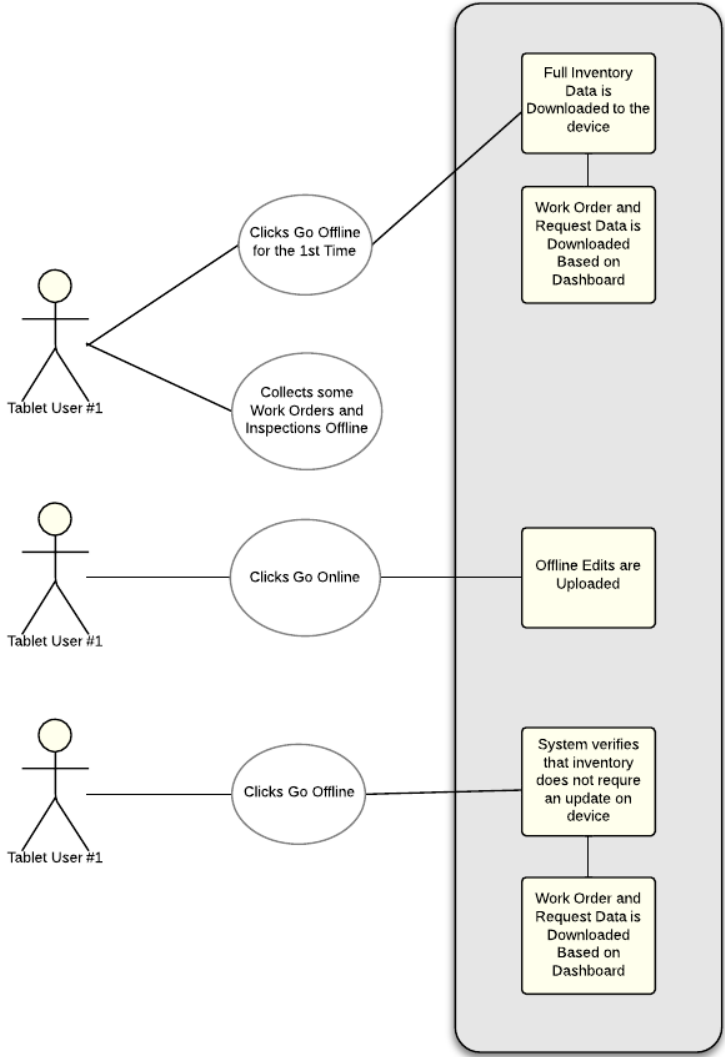 Full Inventory
Data is
Downloaded to the
device
Work Order and
Request Data is
Downloaded
Based on
Dashboard
Clicks Go Offline
for the 1st Time
Tablet User #1
Collects some
Work Orders and
Inspections Offline
Tablet User #1
Clicks Go Online
Offline Edits are
Uploaded
Tablet User #1
Clicks Go Offline
System verifies
that inventory
does not requre
an update on
device
Work Order and
Request Data is
Downloaded
Based on
Dashboard